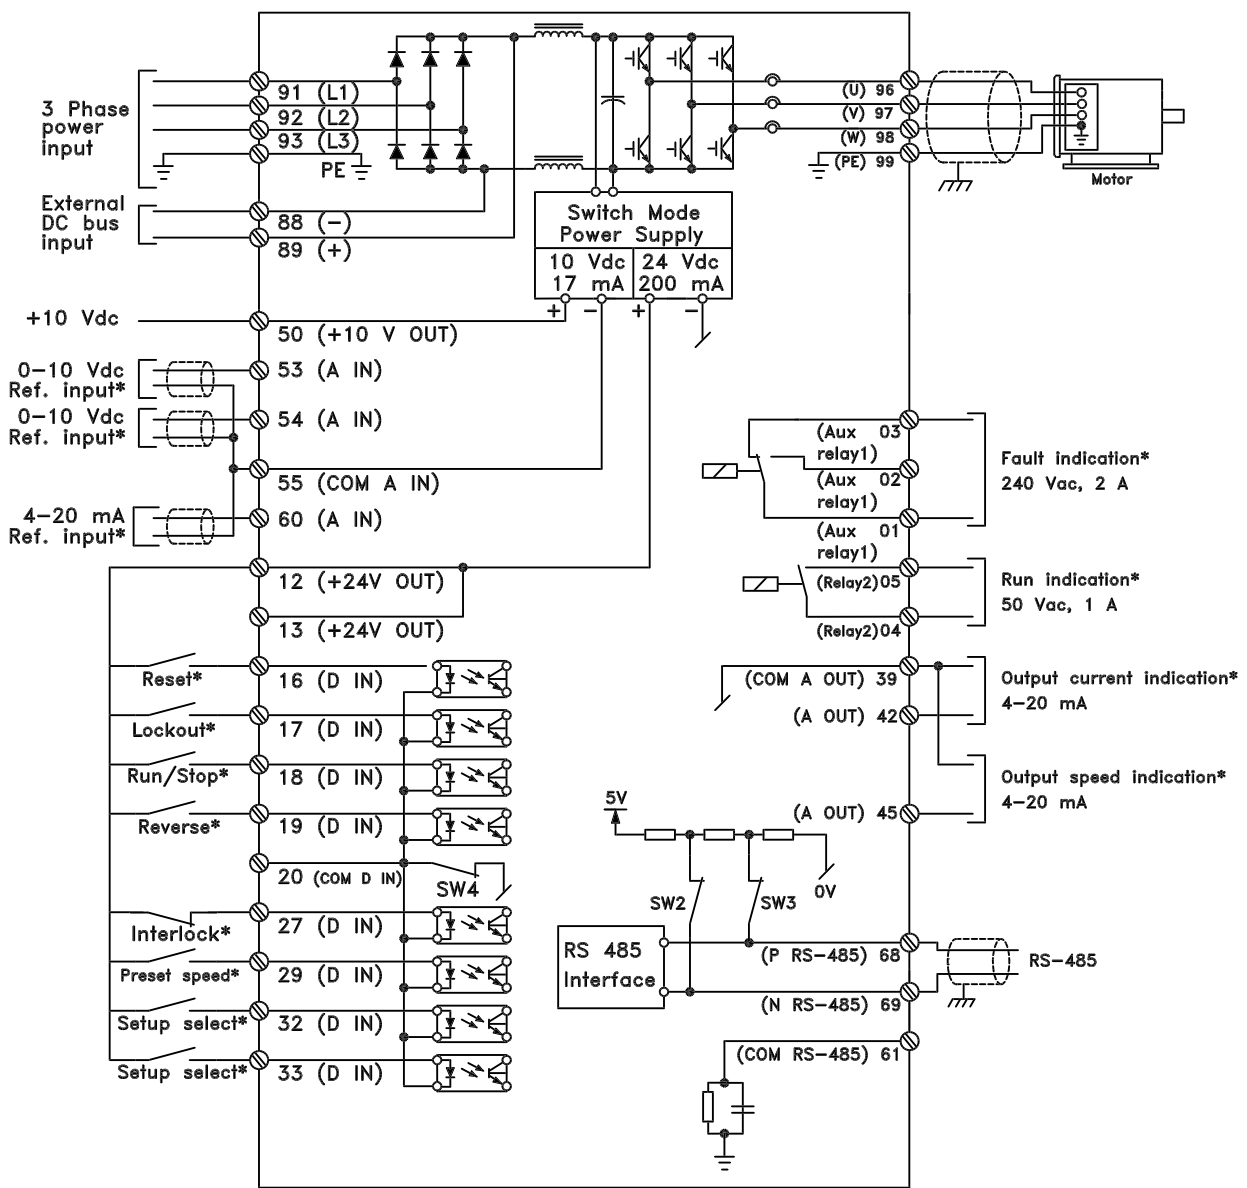 3 Phase
power
input
91 (L1)
92 (L2)
93 (L3)
PE
External
DC bus
input
88 (–)
89 (+)
(U) 96
(V) 97
(W) 98
(PE) 99
Motor
Switch Mode
Power Supply
10 Vdc
17 mA
24 Vdc
200 mA
+ – + –
+10 Vdc
50 (+10 V OUT)
0–10 Vdc
Ref. input*
53 (A IN)
0–10 Vdc
Ref. input*
54 (A IN)
55 (COM A IN)
4–20 mA
Ref. input*
60 (A IN)
12 (+24V OUT)
13 (+24V OUT)
Reset*
16 (D IN)
Lockout*
17 (D IN)
Run/Stop*
18 (D IN)
Reverse*
19 (D IN)
20 (COM D IN)
SW4
Interlock*
27 (D IN)
Preset speed*
29 (D IN)
Setup select*
32 (D IN)
Setup select*
33 (D IN)
(Aux 03
relay1)
(Aux 02
relay1)
(Aux 01
relay1)
Fault indication*
240 Vac, 2 A
(Relay2) 05
(Relay2) 04
Run indication*
50 Vac, 1 A
(COM A OUT) 39
(A OUT) 42
Output current indication*
4–20 mA
(A OUT) 45
Output speed indication*
4–20 mA
5V
0V
SW2
SW3
RS 485
Interface
(P RS-485) 68
(N RS-485) 69
RS-485
(COM RS-485) 61